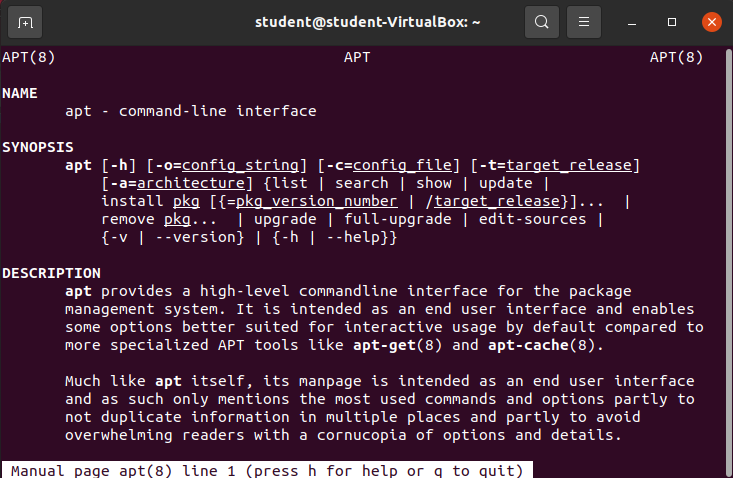 student@student-VirtualBox: ~
APT(8) APT APT(8)
NAME
apt - command-line interface
SYNOPSIS
apt [-h] [-o=config_string] [-c=config_file] [-t=target_release]
[-a=architecture] {list | search | show | update |
install pkg [{=pkg_version_number | /target_release}]... |
remove pkg... | upgrade | full-upgrade | edit-sources |
{-v | --version} | {-h | --help}}
DESCRIPTION
apt provides a high-level commandline interface for the package
management system. It is intended as an end user interface and enables
some options better suited for interactive usage by default compared to
more specialized APT tools like apt-get(8) and apt-cache(8).
Much like apt itself, its manpage is intended as an end user interface
and as such only mentions the most used commands and options partly to
not duplicate information in multiple places and partly to avoid
overwhelming readers with a cornucopia of options and details.
Manual page apt(8) line 1 (press h for help or q to quit)